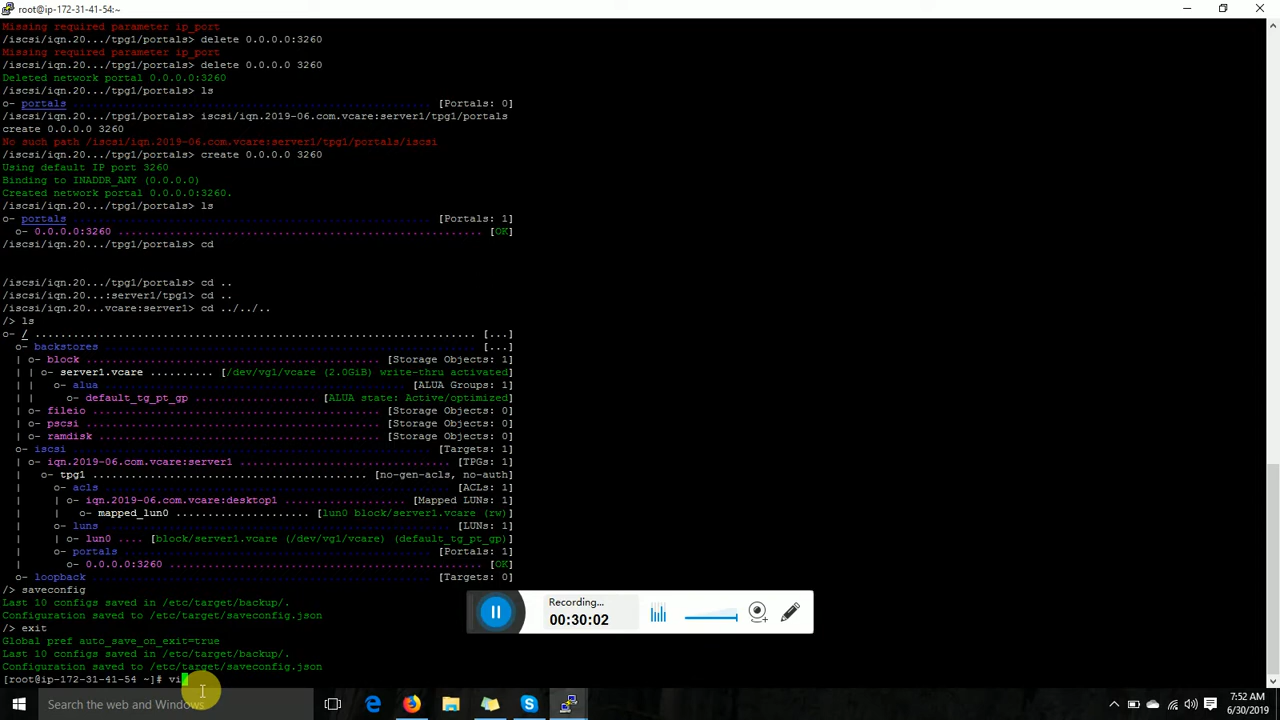 root@ip-172-31-41-54:~
Missing required parameter ip_port
/iscsi/iqn.20.../tpg1/portals> delete 0.0.0.0:3260
Missing required parameter ip_port
/iscsi/iqn.20.../tpg1/portals> delete 0.0.0.0 3260
Deleted network portal 0.0.0.0:3260
/iscsi/iqn.20.../tpg1/portals> ls
o- portals .................................................. [Portals: 0]
/iscsi/iqn.20.../tpg1/portals> iscsi/iqn.2019-06.com.vcare:server1/tpg1/portals
create 0.0.0.0 3260
No such path /iscsi/iqn.2019-06.com.vcare:server1/tpg1/portals/iscsi
/iscsi/iqn.20.../tpg1/portals> create 0.0.0.0 3260
Using default IP port 3260
Binding to INADDR_ANY (0.0.0.0)
Created network portal 0.0.0.0:3260.
/iscsi/iqn.20.../tpg1/portals> ls
o- portals .................................................. [Portals: 1]
o- 0.0.0.0:3260 ................................................... [OK]
/iscsi/iqn.20.../tpg1/portals> cd
/iscsi/iqn.20.../tpg1/portals> cd ..
/iscsi/iqn.20...:server1/tpg1> cd ..
/iscsi/iqn.20...vcare:server1> cd ../../..
/> ls
o- / ................................................................... [...]
o- backstores ........................................................ [...]
| o- block ............................................ [Storage Objects: 1]
| | o- server1.vcare .......... [/dev/vg1/vcare (2.0GiB) write-thru activated]
| | o- alua ............................................. [ALUA Groups: 1]
| | o- default_tg_pt_gp ................. [ALUA state: Active/optimized]
| o- fileio ........................................... [Storage Objects: 0]
| o- pscsi ............................................ [Storage Objects: 0]
| o- ramdisk .......................................... [Storage Objects: 0]
o- iscsi ...................................................... [Targets: 1]
| o- iqn.2019-06.com.vcare:server1 ............................... [TPGs: 1]
| o- tpg1 ......................................... [no-gen-acls, no-auth]
| o- acls .................................................... [ACLs: 1]
| | o- iqn.2019-06.com.vcare:desktop1 ................. [Mapped LUNs: 1]
| | o- mapped_lun0 .................... [lun0 block/server1.vcare (rw)]
| o- luns .................................................... [LUNs: 1]
| | o- lun0 .... [block/server1.vcare (/dev/vg1/vcare) (default_tg_pt_gp)]
| o- portals .............................................. [Portals: 1]
| o- 0.0.0.0:3260 ............................................... [OK]
o- loopback ................................................... [Targets: 0]
/> saveconfig
Last 10 configs saved in /etc/target/backup/.
Configuration saved to /etc/target/saveconfig.json
/> exit
Global pref auto_save_on_exit=true
Last 10 configs saved in /etc/target/backup/.
Configuration saved to /etc/target/saveconfig.json
[root@ip-172-31-41-54 ~]# vi
Recording...
00:30:02
Search the web and Windows
7:52 AM
6/30/2019